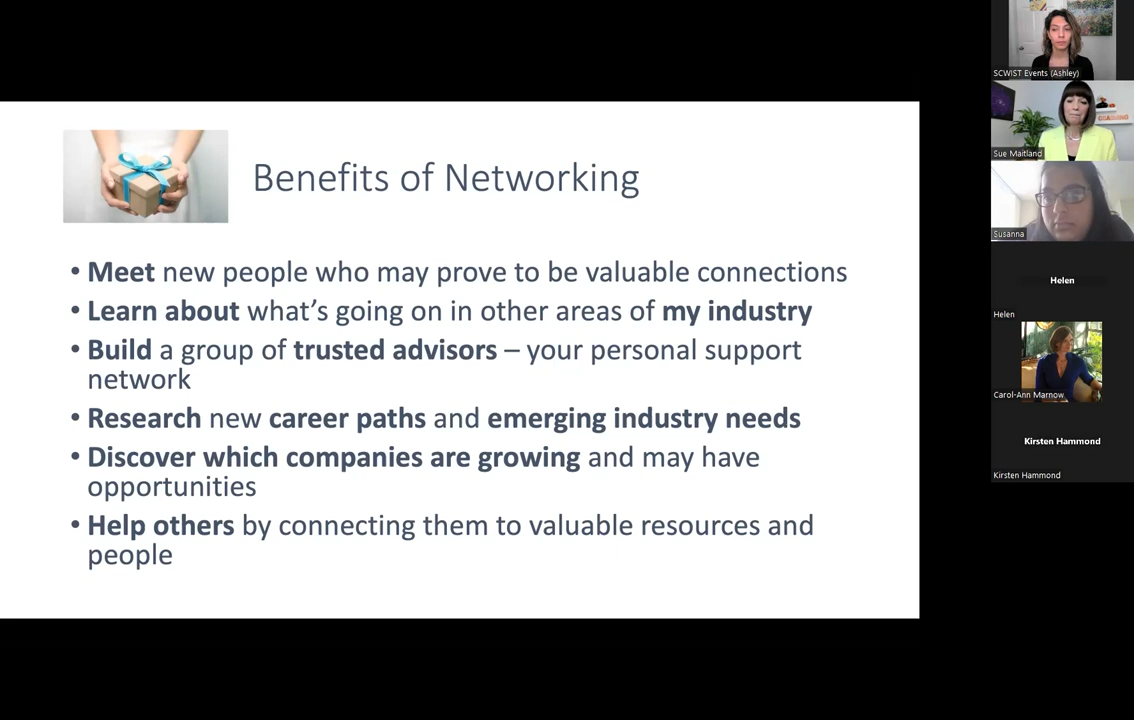 Benefits of Networking
• Meet new people who may prove to be valuable connections
• Learn about what's going on in other areas of my industry
• Build a group of trusted advisors – your personal support
network
• Research new career paths and emerging industry needs
• Discover which companies are growing and may have
opportunities
• Help others by connecting them to valuable resources and
people
SCWIST Events (Ashley)
Sue Maitland
Susanna
Helen
Helen
Carol-Ann Marnow
Kirsten Hammond
Kirsten Hammond